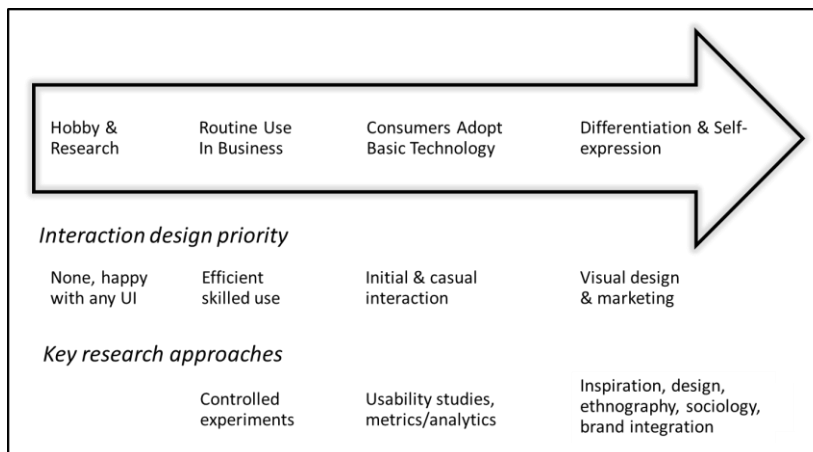 Hobby &
Research
Routine Use
In Business
Consumers Adopt
Basic Technology
Differentiation & Self-
expression
Interaction design priority
None, happy
with any UI
Efficient
skilled use
Initial & casual
interaction
Visual design
& marketing
Key research approaches
Controlled
experiments
Usability studies,
metrics/analytics
Inspiration, design,
ethnography, sociology,
brand integration